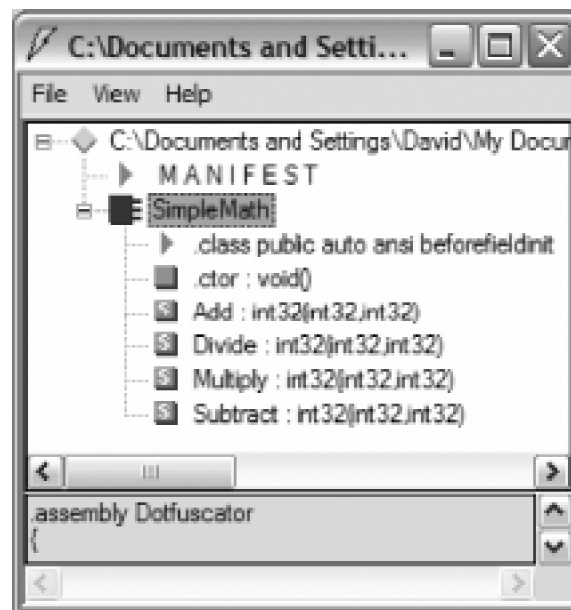 C:\Documents and Setti...
File View Help
C:\Documents and Settings\David\My Docur
M A N I F E S T
SimpleMath
.class public auto ansi beforefieldinit
.ctor : void()
S Add : int32(int32,int32)
S Divide : int32(int32,int32)
S Multiply : int32(int32,int32)
S Subtract : int32(int32,int32)
.assembly Dotfuscator
{